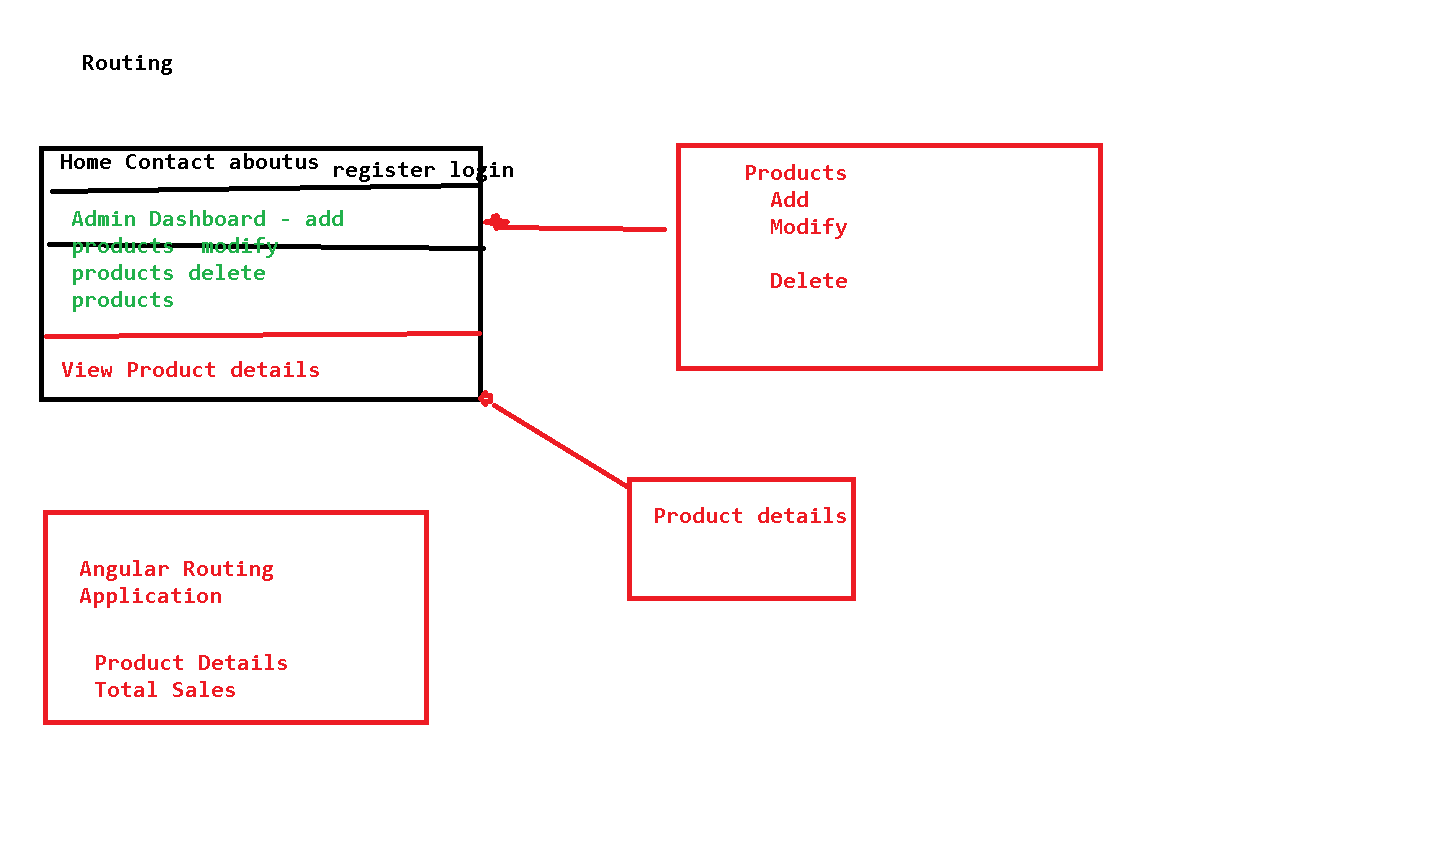 Routing
Home Contact aboutus register login
Admin Dashboard - add
products modify
products delete
products
View Product details
Products
Add
Modify
Delete
Product details
Angular Routing
Application
Product Details
Total Sales